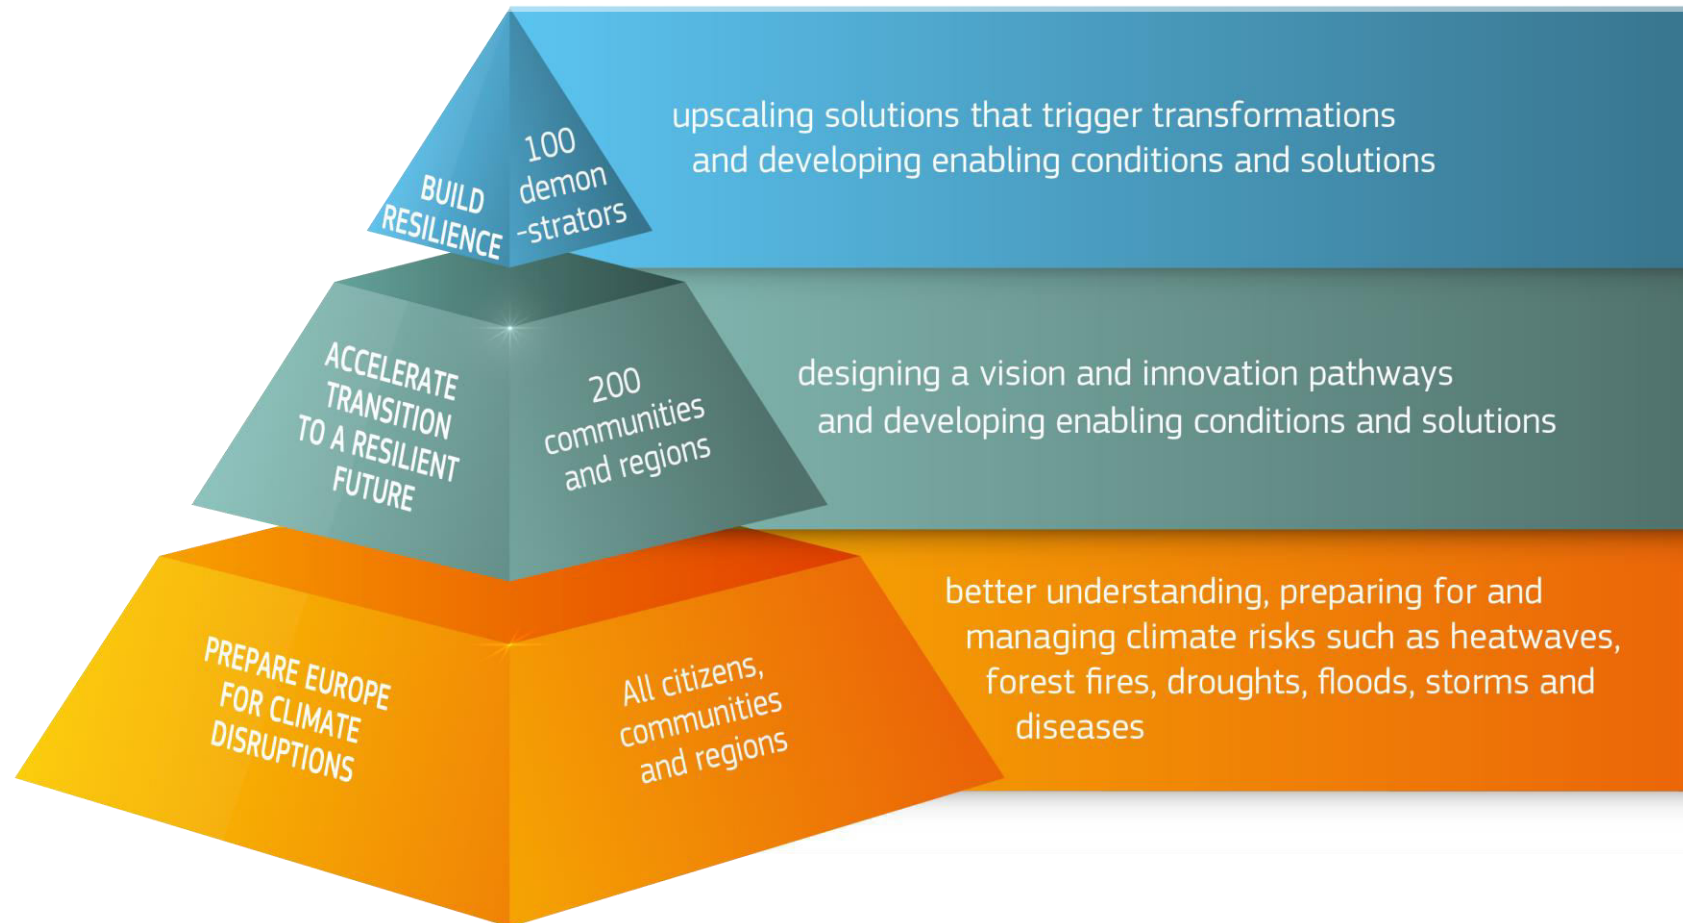 BUILD
RESILIENCE
100
demon
-strators
upscaling solutions that trigger transformations
and developing enabling conditions and solutions
ACCELERATE
TRANSITION
TO A RESILIENT
FUTURE
200
communities
and regions
designing a vision and innovation pathways
and developing enabling conditions and solutions
PREPARE EUROPE
FOR CLIMATE
DISRUPTIONS
All citizens,
communities
and regions
better understanding, preparing for and
managing climate risks such as heatwaves,
forest fires, droughts, floods, storms and
diseases